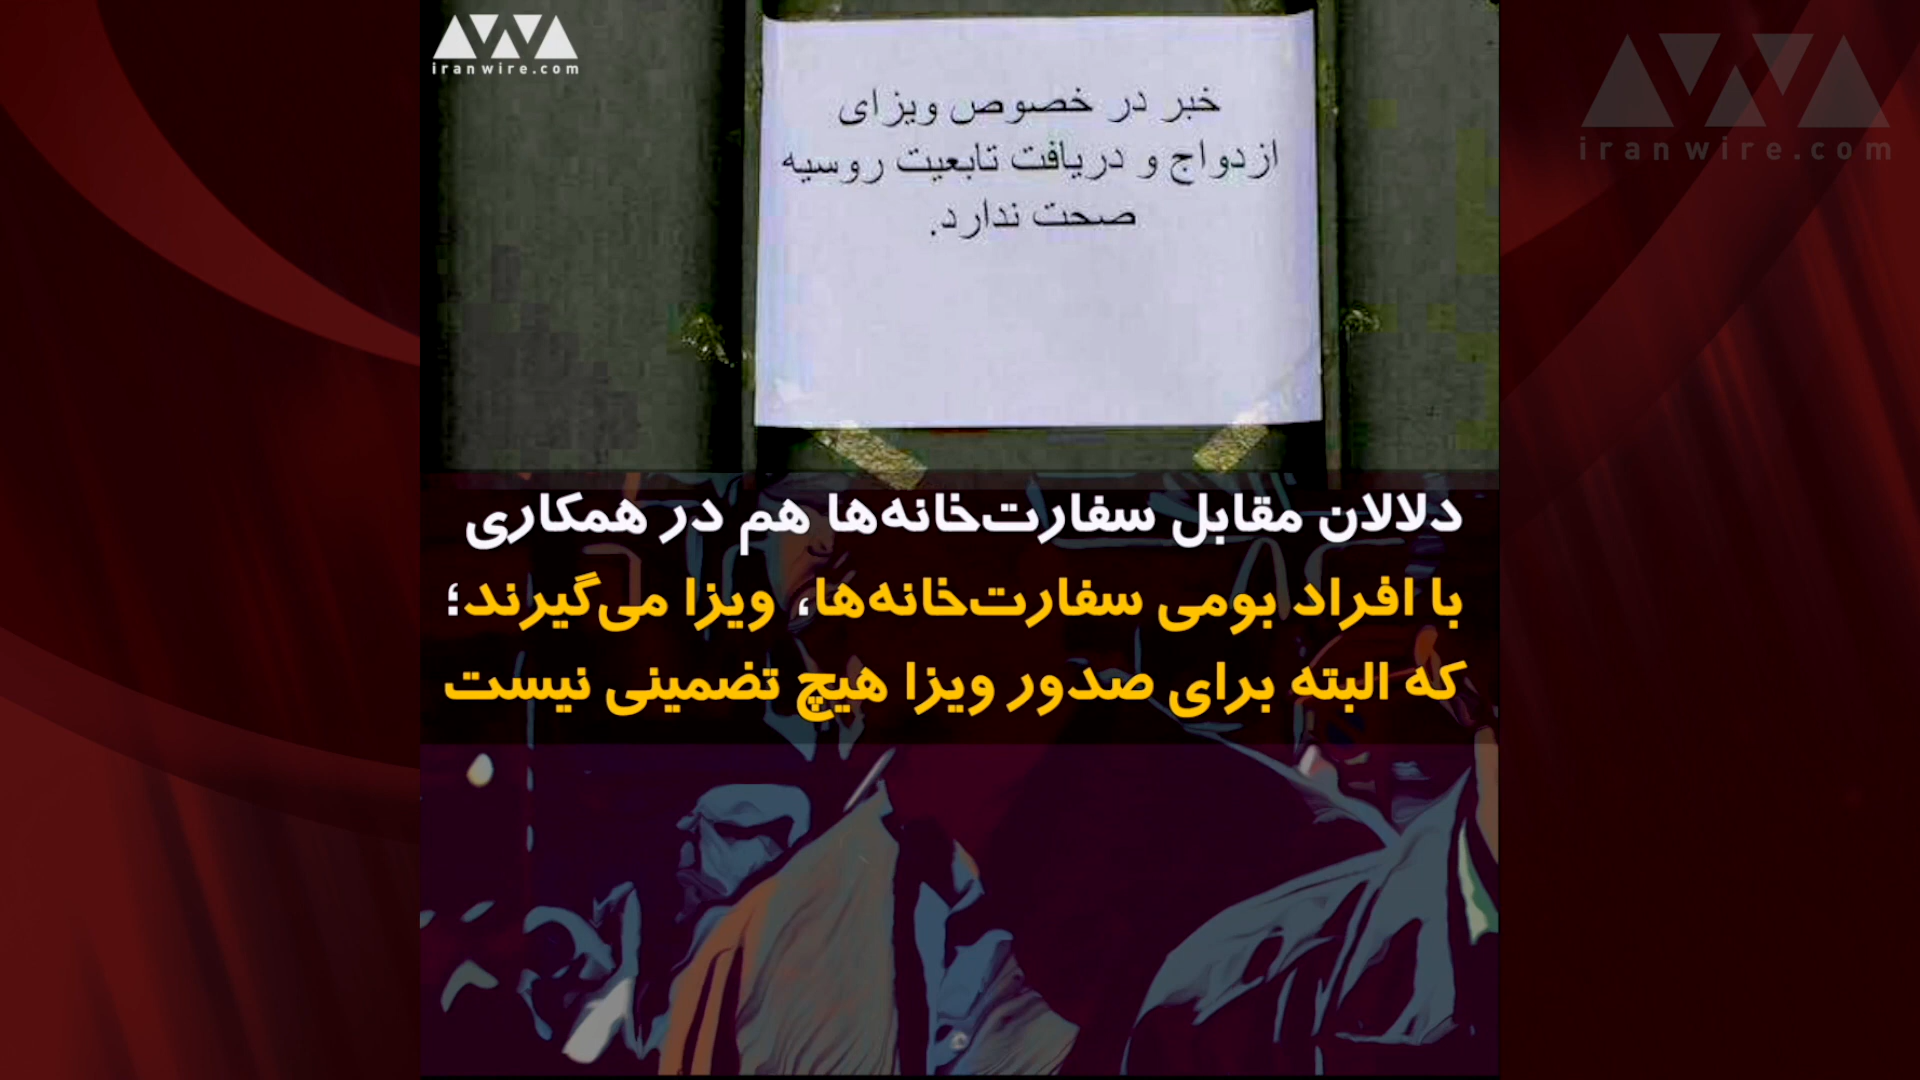 iranwire.com
iranwire.com
خبر در خصوص ویزای
ازدواج و دریافت تابعیت روسیه
صحت ندارد.
دلالان مقابل سفارت‌خانه‌ها هم در همکاری
با افراد بومی سفارت‌خانه‌ها، ویزا می‌گیرند؛
که البته برای صدور ویزا هیچ تضمینی نیست